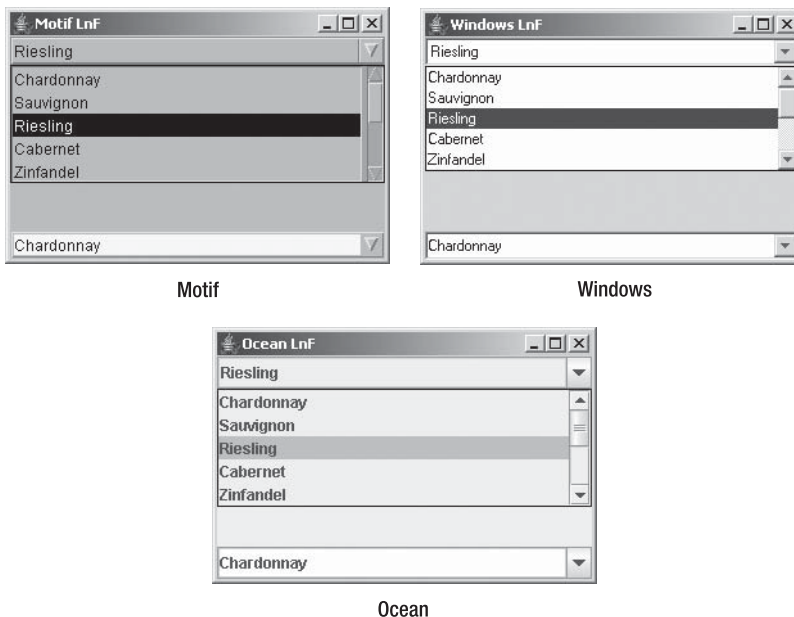 Motif LnF
Riesling
Chardonnay
Sauvignon
Riesling
Cabernet
Zinfandel
Chardonnay
Motif
Windows LnF
Riesling
Chardonnay
Sauvignon
Riesling
Cabernet
Zinfandel
Chardonnay
Windows
Ocean LnF
Riesling
Chardonnay
Sauvignon
Riesling
Cabernet
Zinfandel
Chardonnay
Ocean